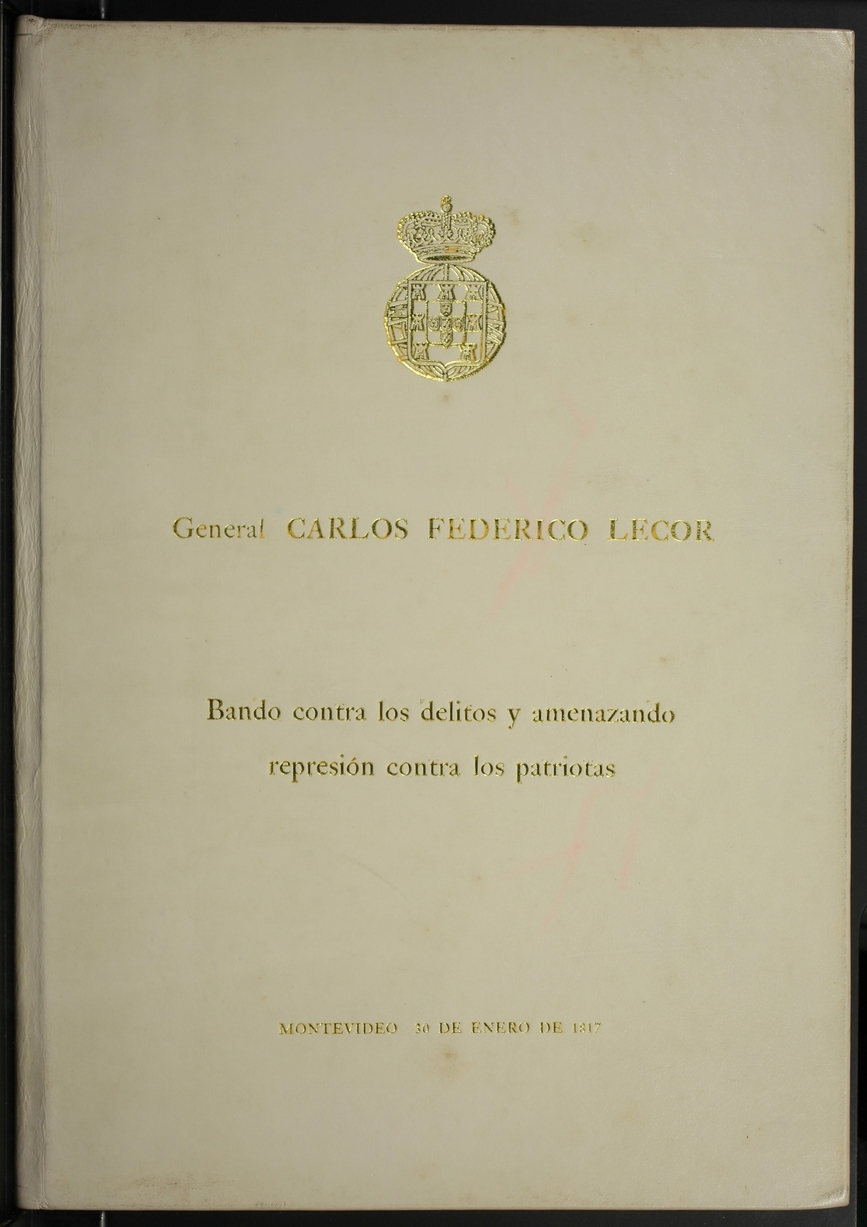 General CARLOS FEDERICO LECOR
Bando contra los delitos y amenazando
represión contra los patriotas
MONTEVIDEO 30 DE ENERO DE 1817